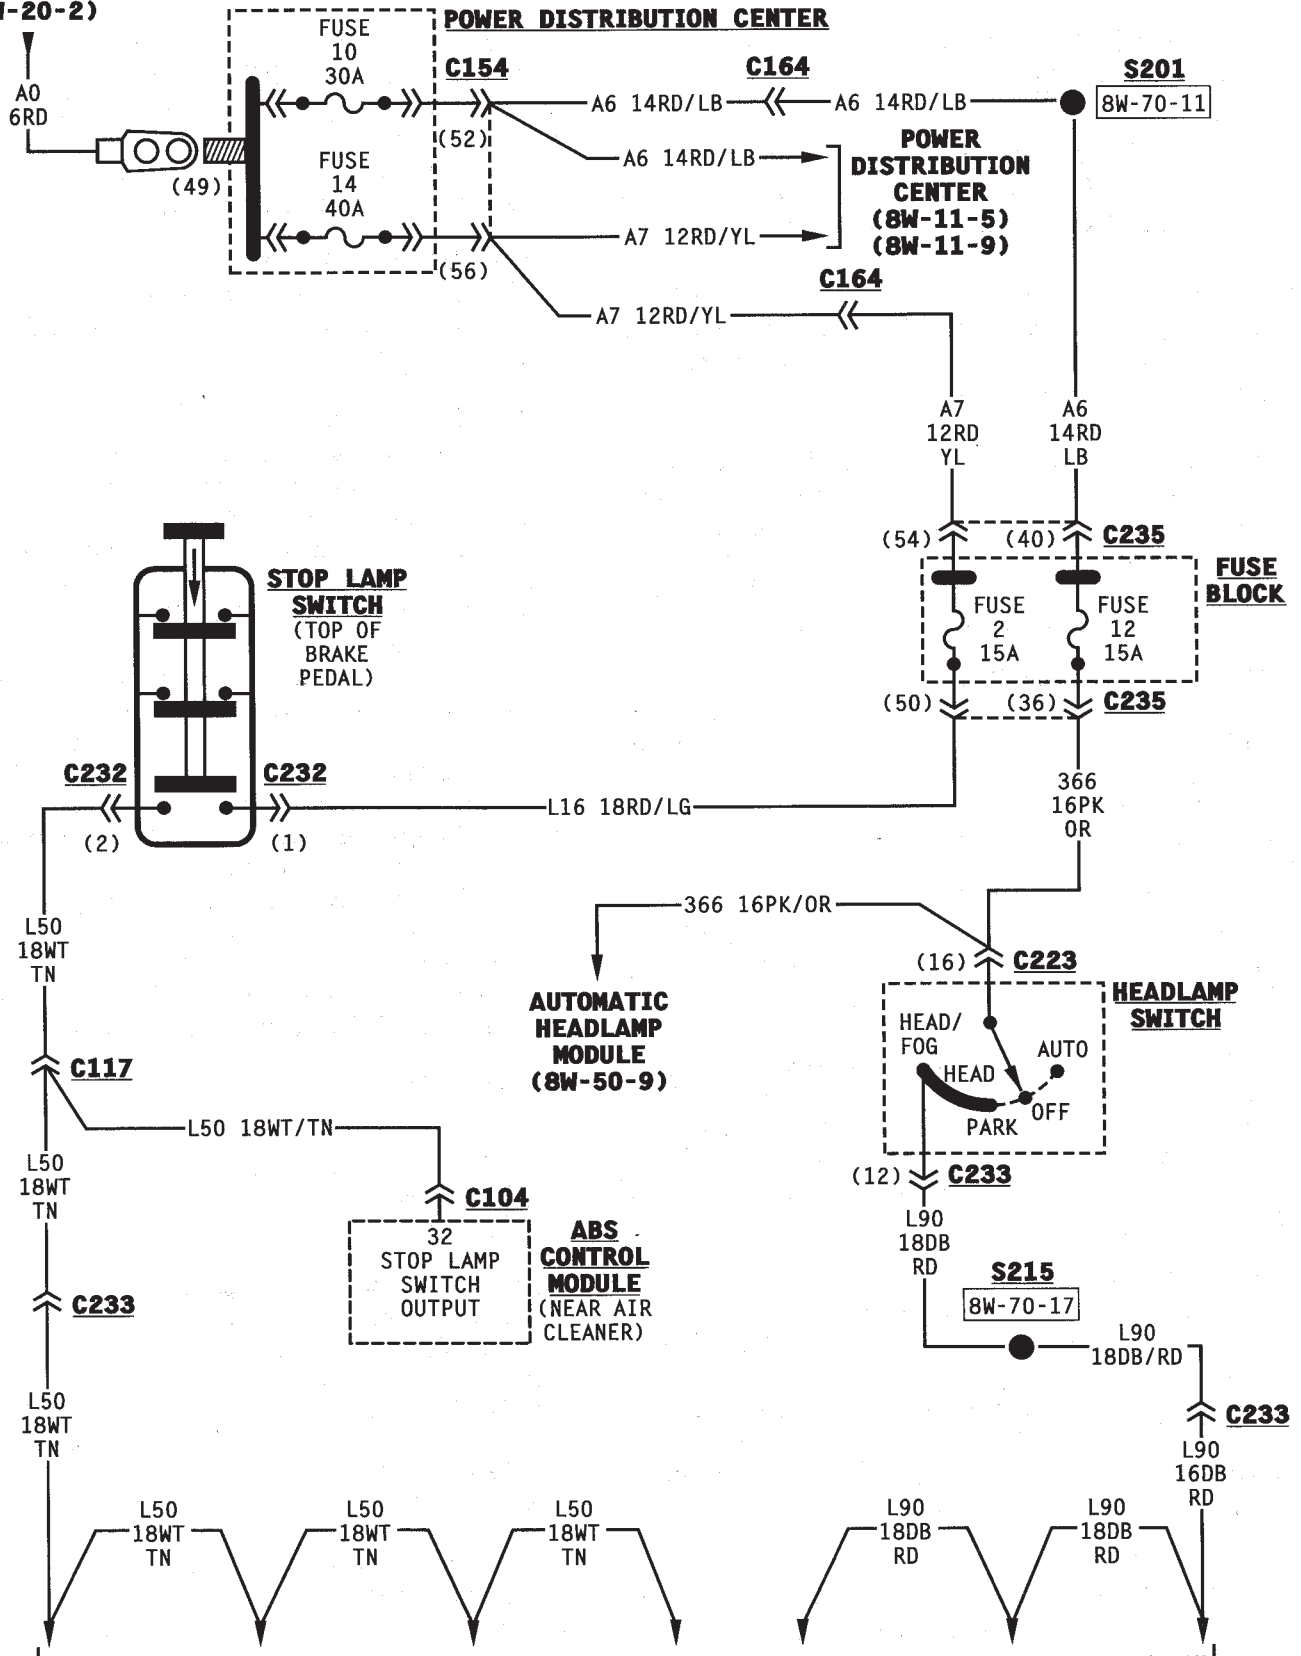 -20-2)
POWER DISTRIBUTION CENTER
FUSE
10
30A
C154
C164
S201
8W-70-11
A0
6RD
A6 14RD/LB
A6 14RD/LB
(52)
A6 14RD/LB
POWER
DISTRIBUTION
CENTER
(8W-11-5)
(8W-11-9)
(49)
FUSE
14
40A
A7 12RD/YL
(56)
C164
A7 12RD/YL
A7
12RD
YL
A6
14RD
LB
(54)
(40)
C235
FUSE
BLOCK
FUSE
2
15A
FUSE
12
15A
(50)
(36)
C235
STOP LAMP
SWITCH
(TOP OF
BRAKE
PEDAL)
C232
C232
(2)
(1)
L16 18RD/LG
366
16PK
OR
366 16PK/OR
L50
18WT
TN
(16)
C223
AUTOMATIC
HEADLAMP
MODULE
(8W-50-9)
HEADLAMP
SWITCH
HEAD/
FOG
AUTO
HEAD
OFF
PARK
C117
L50 18WT/TN
L50
18WT
TN
(12)
C233
C104
32
STOP LAMP
SWITCH
OUTPUT
ABS
CONTROL
MODULE
(NEAR AIR
CLEANER)
L90
18DB
RD
S215
8W-70-17
L90
18DB/RD
C233
C233
L50
18WT
TN
L90
16DB
RD
L50
18WT
TN
L50
18WT
TN
L50
18WT
TN
L90
18DB
RD
L90
18DB
RD